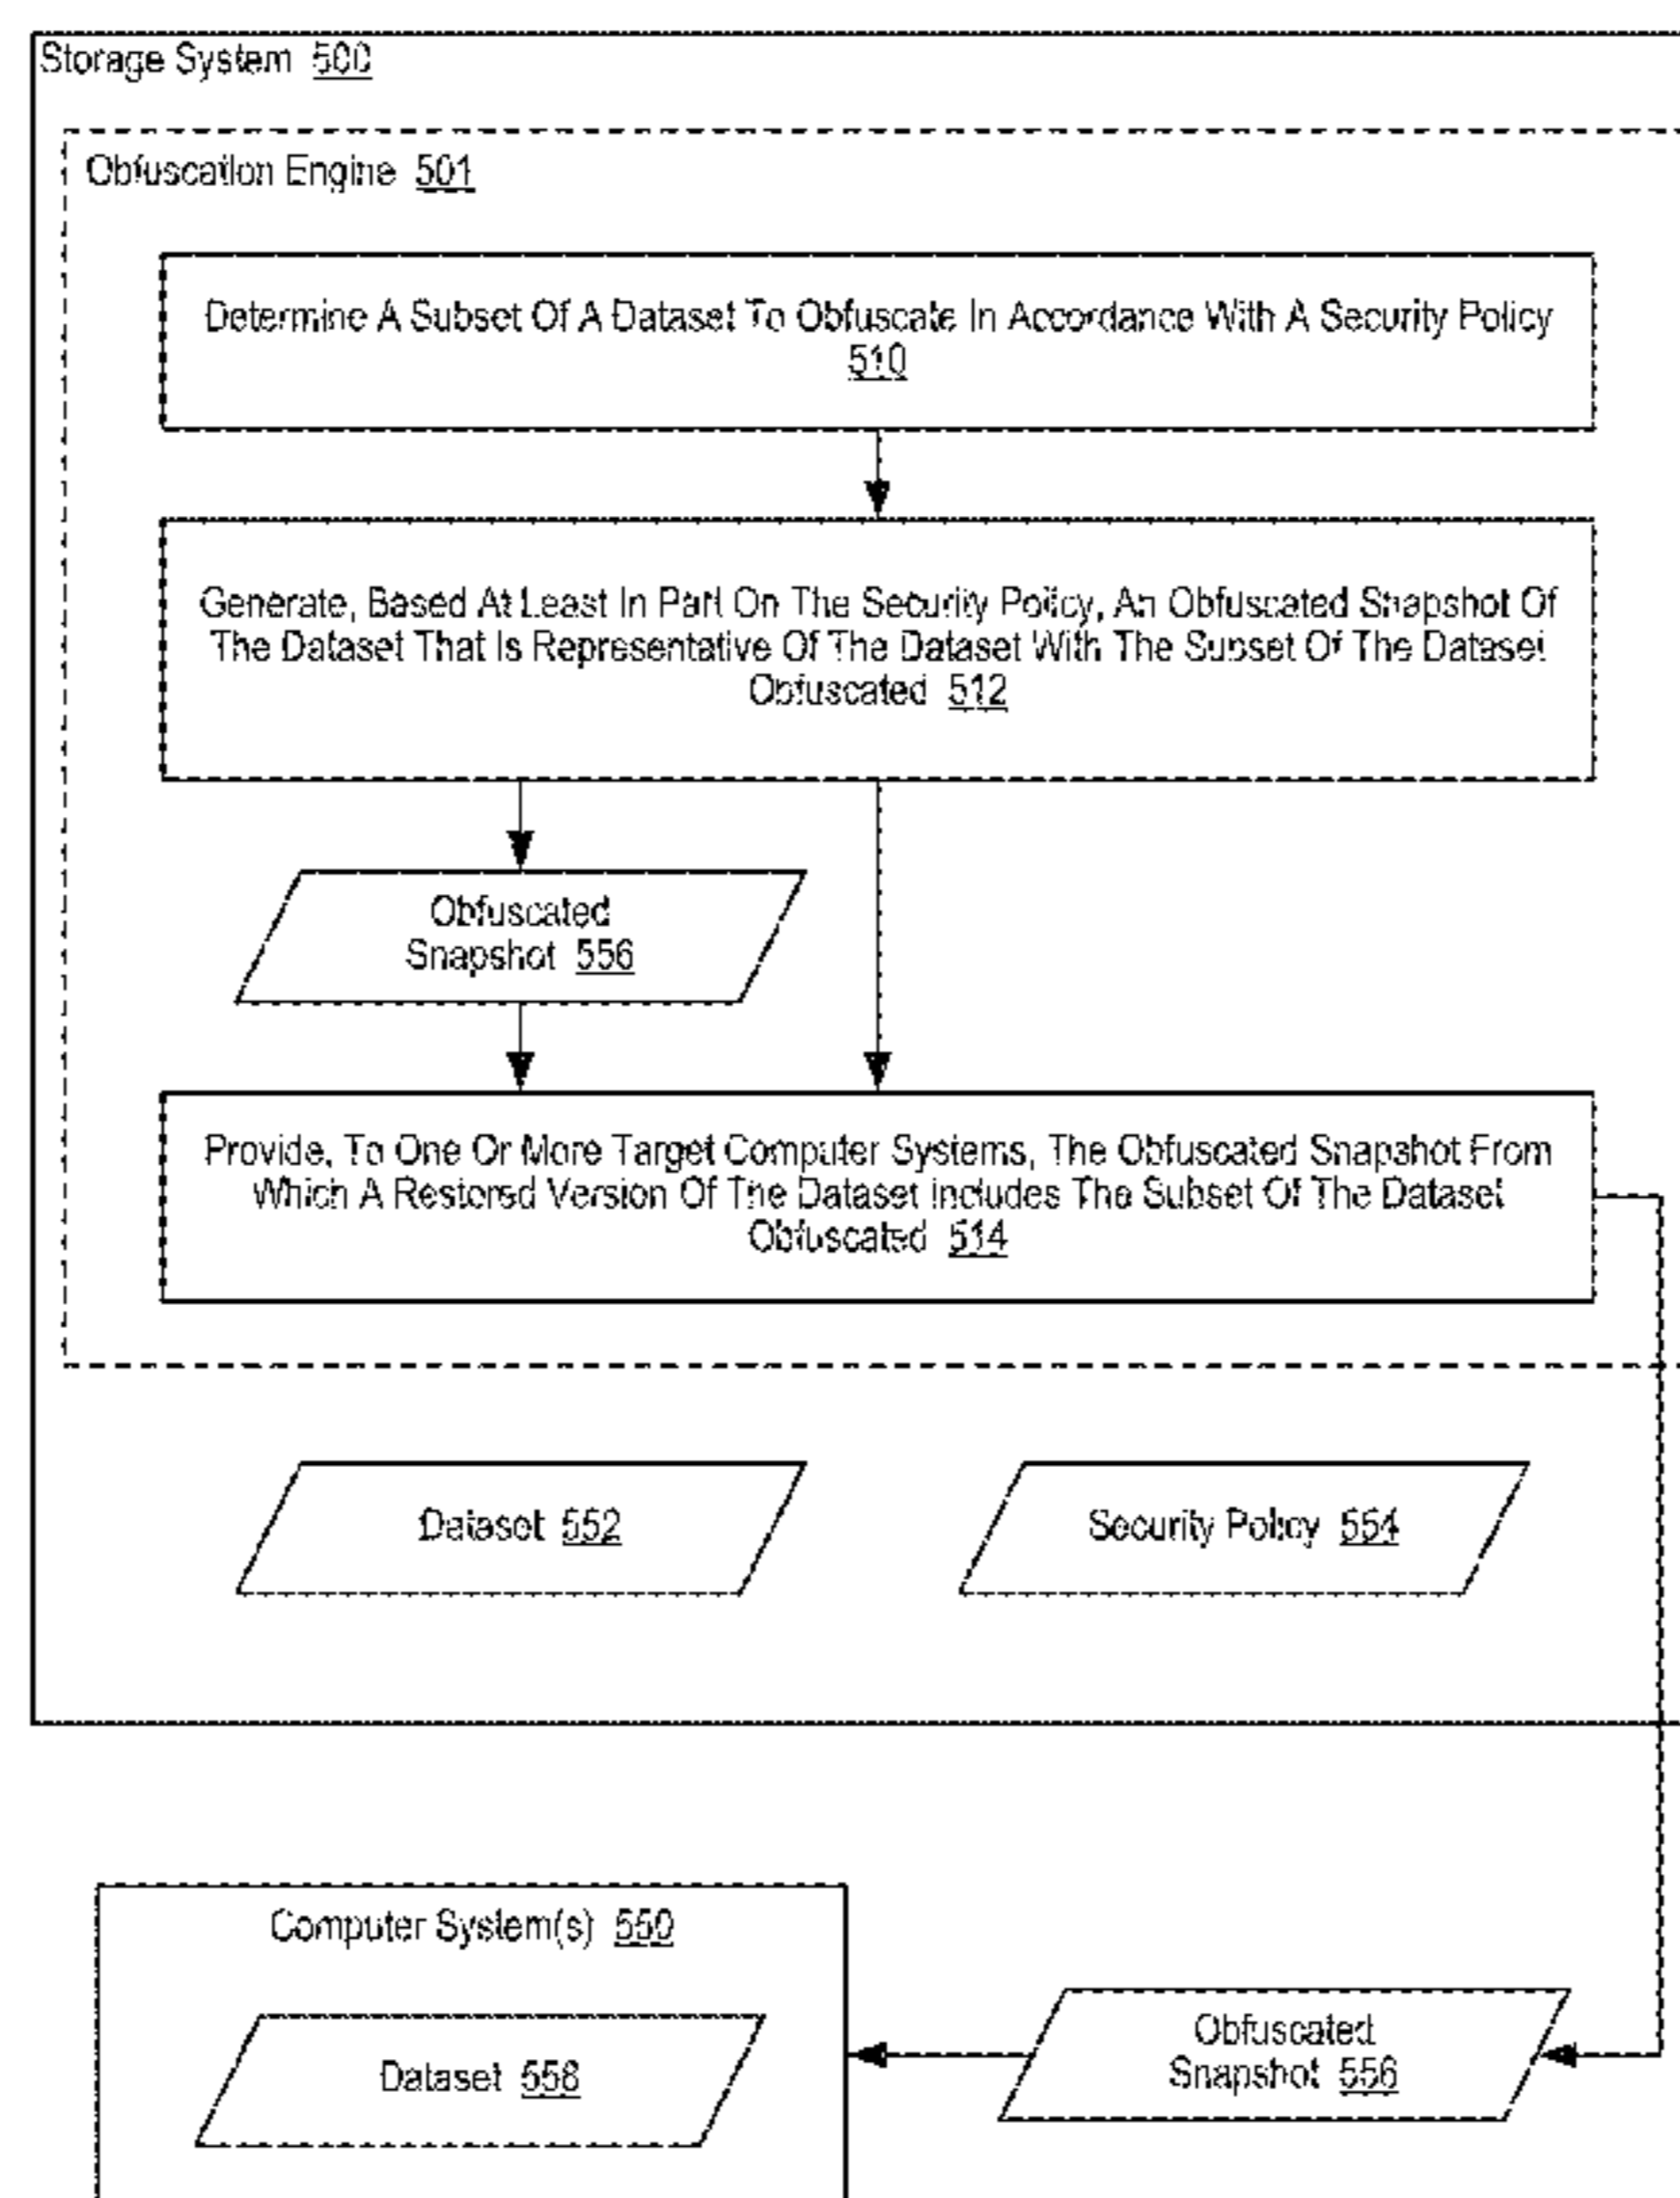 Storage System 500
Obfuscation Engine 501
Determine A Subset Of A Dataset To Obfuscate In Accordance With A Security Policy
510
Generate, Based At Least In Part On The Security Policy, An Obfuscated Snapshot Of
The Dataset That Is Representative Of The Dataset With The Subset Of The Dataset
Obfuscated 512
Obfuscated
Snapshot 556
Provide, To One Or More Target Computer Systems, The Obfuscated Snapshot From
Which A Restored Version Of The Dataset Includes The Subset Of The Dataset
Obfuscated 514
Dataset 552
Security Policy 554
Computer System(s) 550
Dataset 558
Obfuscated
Snapshot 556